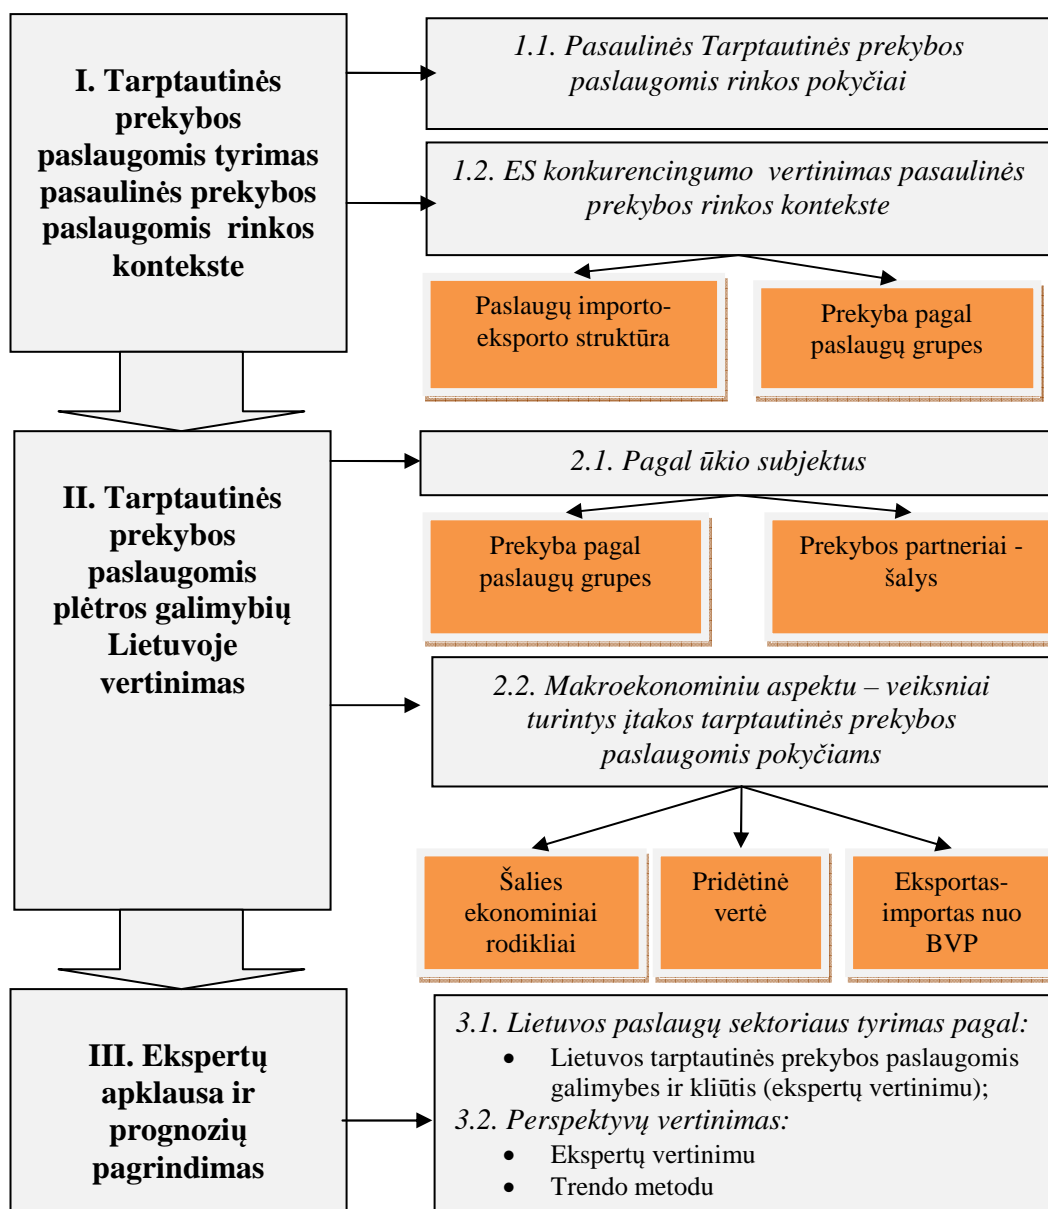 I. Tarptautinės
prekybos
paslaugomis tyrimas
pasaulinės prekybos
paslaugomis rinkos
kontekste
1.1. Pasaulinės Tarptautinės prekybos
paslaugomis rinkos pokyčiai
1.2. ES konkurencingumo vertinimas pasaulinės
prekybos rinkos kontekste
Paslaugų importo-
eksporto struktūra
Prekyba pagal
paslaugų grupes
II. Tarptautinės
prekybos
paslaugomis
plėtros galimybių
Lietuvoje
vertinimas
2.1. Pagal ūkio subjektus
Prekyba pagal
paslaugų grupes
Prekybos partneriai -
šalys
2.2. Makroekonominiu aspektu – veiksniai
turintys įtakos tarptautinės prekybos
paslaugomis pokyčiams
Šalies
ekonominiai
rodikliai
Pridėtinė
vertė
Eksportas-
importas nuo
BVP
III. Ekspertų
apklausa ir
prognozių
pagrindimas
3.1. Lietuvos paslaugų sektoriaus tyrimas pagal:
• Lietuvos tarptautinės prekybos paslaugomis
galimybes ir kliūtis (ekspertų vertinimu);
3.2. Perspektyvų vertinimas:
• Ekspertų vertinimu
• Trendo metodu